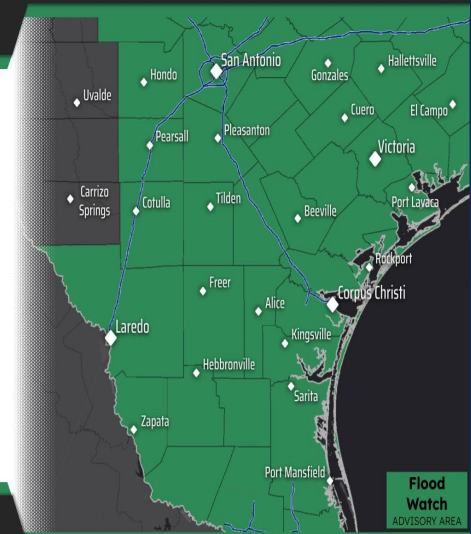 San Antonio
Hondo
Gonzales
Hallettsville
Uvalde
Cuero
El Campo
Pearsall
Pleasanton
Victoria
Carrizo
Springs
Cotulla
Tilden
Beeville
Port Lavaca
Rockport
Freer
Alice
Corpus Christi
Laredo
Kingsville
Hebbronville
Sarita
Zapata
Port Mansfield
Flood
Watch
ADVISORY AREA